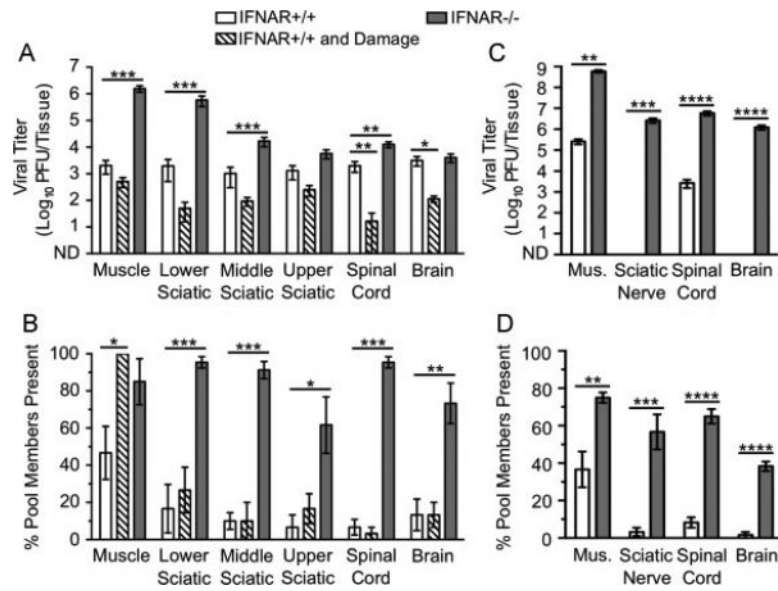 IFNAR+/+
IFNAR-/-
IFNAR+/+ and Damage
A
Viral Titer
(Log10 PFU/Tissue)
7
6
5
4
3
2
1
ND
***
***
***
**
**
*
Muscle
Lower
Sciatic
Middle
Sciatic
Upper
Sciatic
Spinal
Cord
Brain
C
Viral Titer
(Log10 PFU/Tissue)
9
8
7
6
5
4
3
2
1
ND
**
***
****
****
Mus.
Sciatic
Nerve
Spinal
Cord
Brain
B
% Pool Members Present
100
80
60
40
20
0
*
***
***
*
***
**
Muscle
Lower
Sciatic
Middle
Sciatic
Upper
Sciatic
Spinal
Cord
Brain
D
% Pool Members Present
100
80
60
40
20
0
**
***
****
****
Mus.
Sciatic
Nerve
Spinal
Cord
Brain